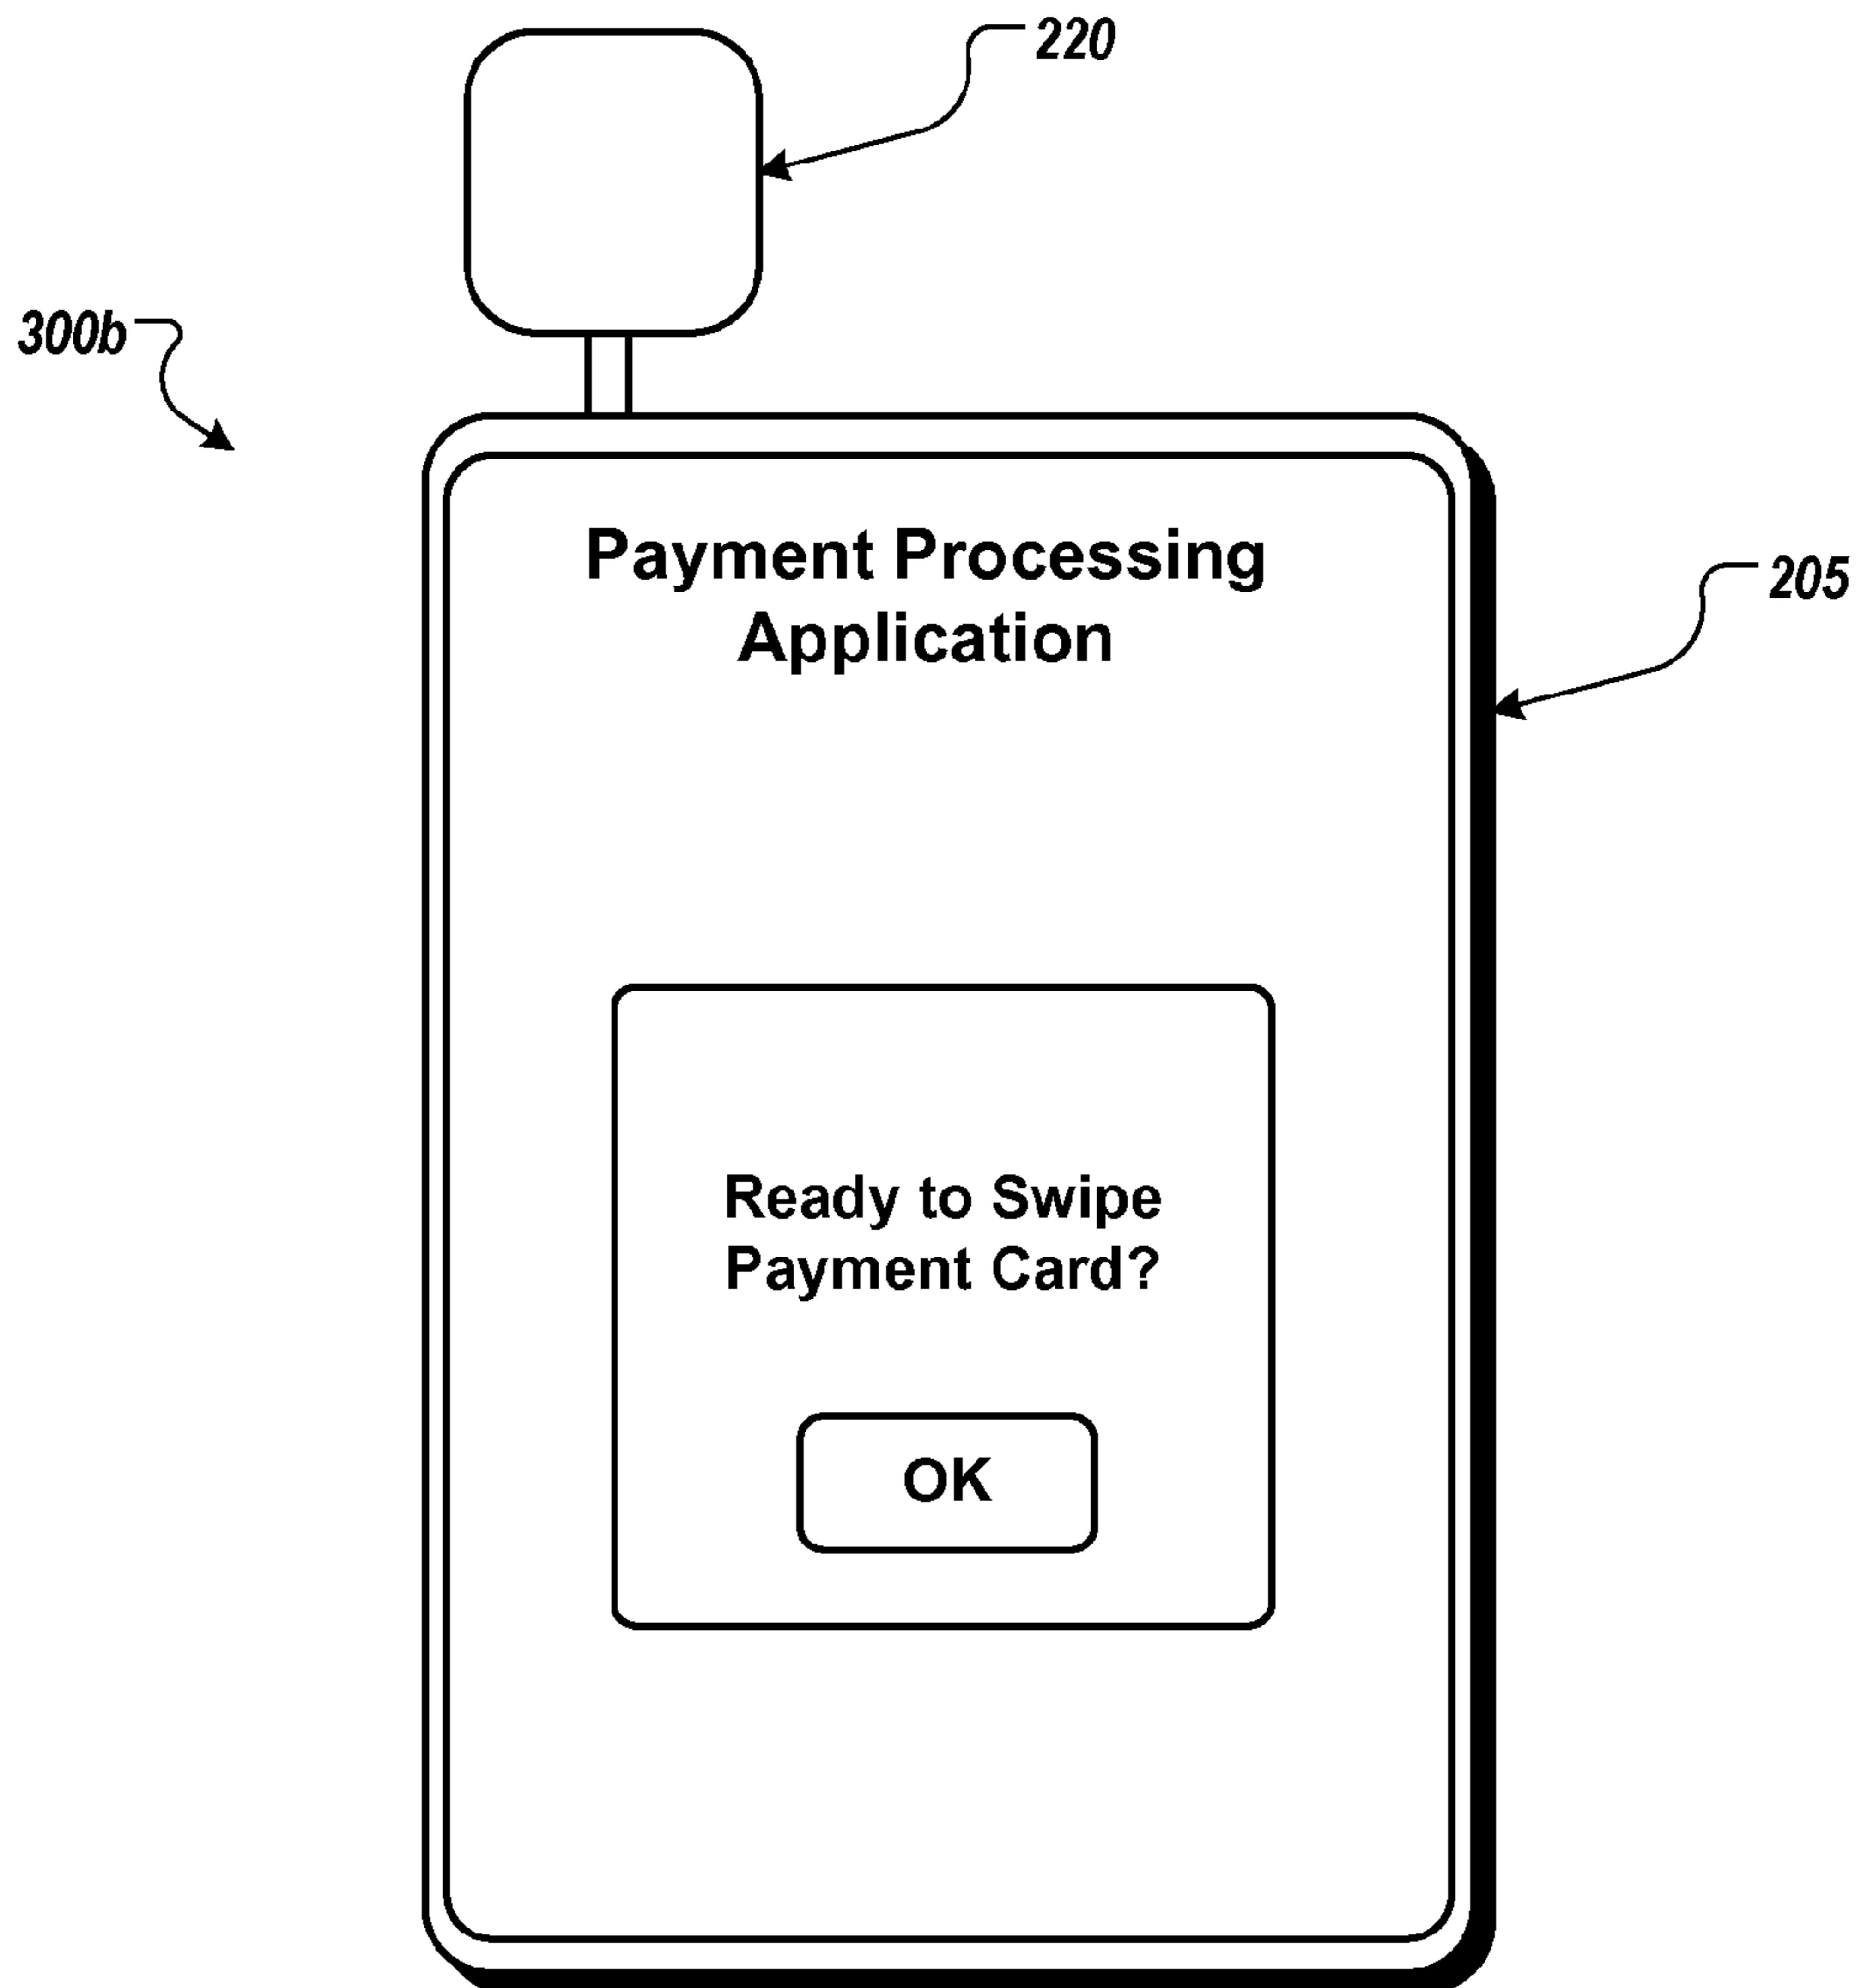 220
300b
Payment Processing
Application
205
Ready to Swipe
Payment Card?
OK